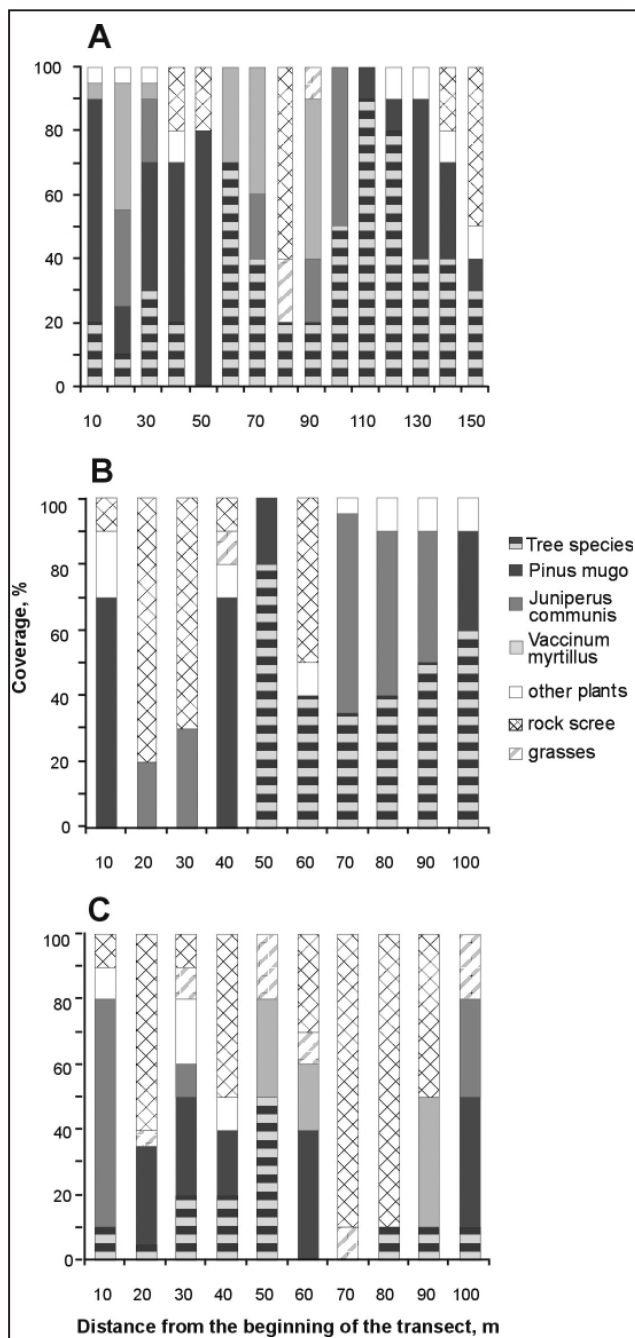 A
100
80
60
40
20
0
10 30 50 70 90 110 130 150
B
100
80
60
40
20
0
10 20 30 40 50 60 70 80 90 100
Coverage, %
Tree species
Pinus mugo
Juniperus
communis
Vaccinum
myrtillus
other plants
rock scree
grasses
C
100
80
60
40
20
0
10 20 30 40 50 60 70 80 90 100
Distance from the beginning of the transect, m